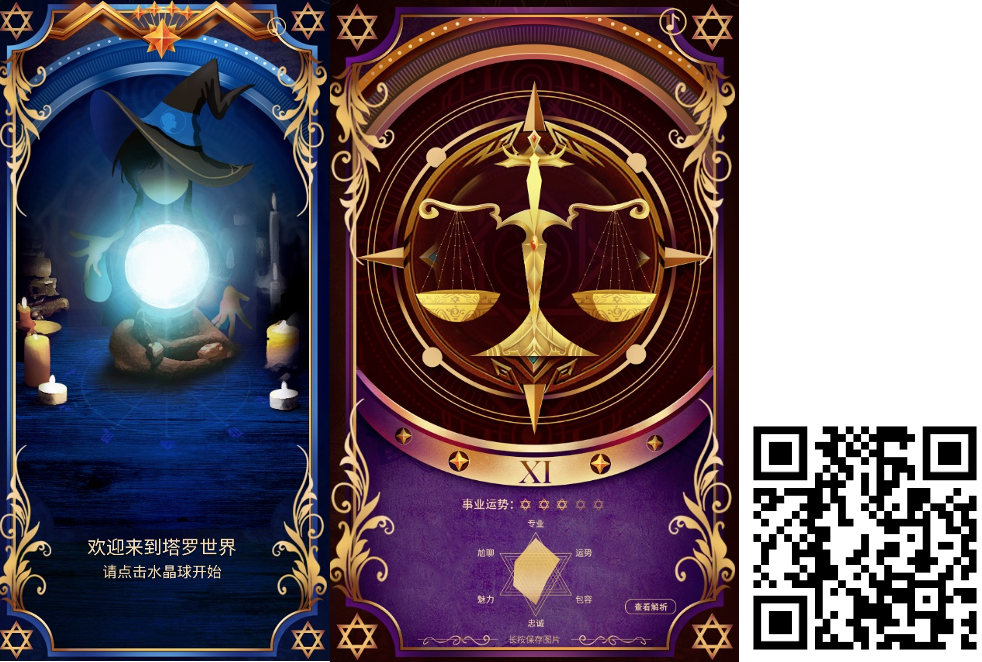 欢迎来到塔罗世界
请点击水晶球开始
XI
事业运势：
专业
尬聊
运势
魅力
包容
忠诚
查看解析
长按保存图片